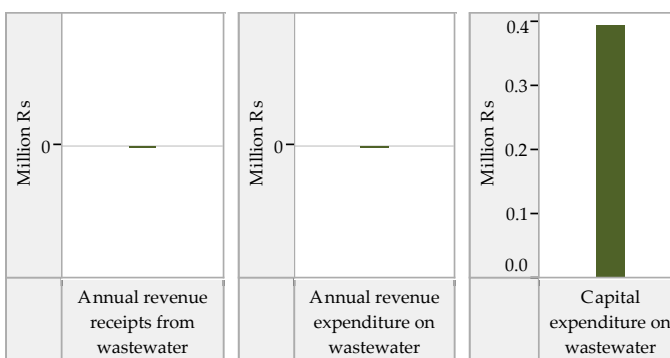 Million Rs
0
Annual revenue
receipts from
wastewater
Million Rs
0
Annual revenue
expenditure on
wastewater
Million Rs
0.4
0.3
0.2
0.1
0.0
Capital
expenditure on
wastewater